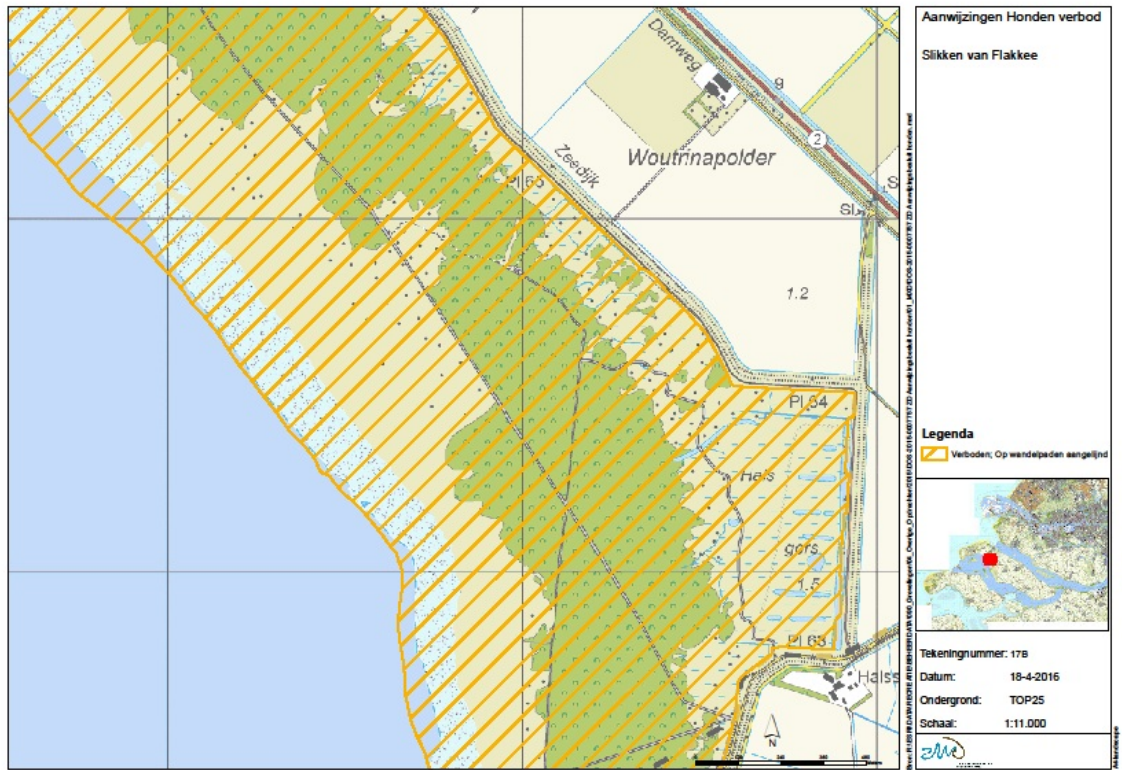 Aanwijzingen Honden verbod
Slikken van Flakkee
Damweg
9
2
Woutrinapolder
Zeedijk
Pl 65
1.2
Pl 64
Hals
gors
1.5
Pl 63
N
Legenda
Verboden; Op wandelpaden aangelijnd
Tekeningnummer: 17B
Datum: 18-4-2016
Ondergrond: TOP25
Schaal: 1:11.000